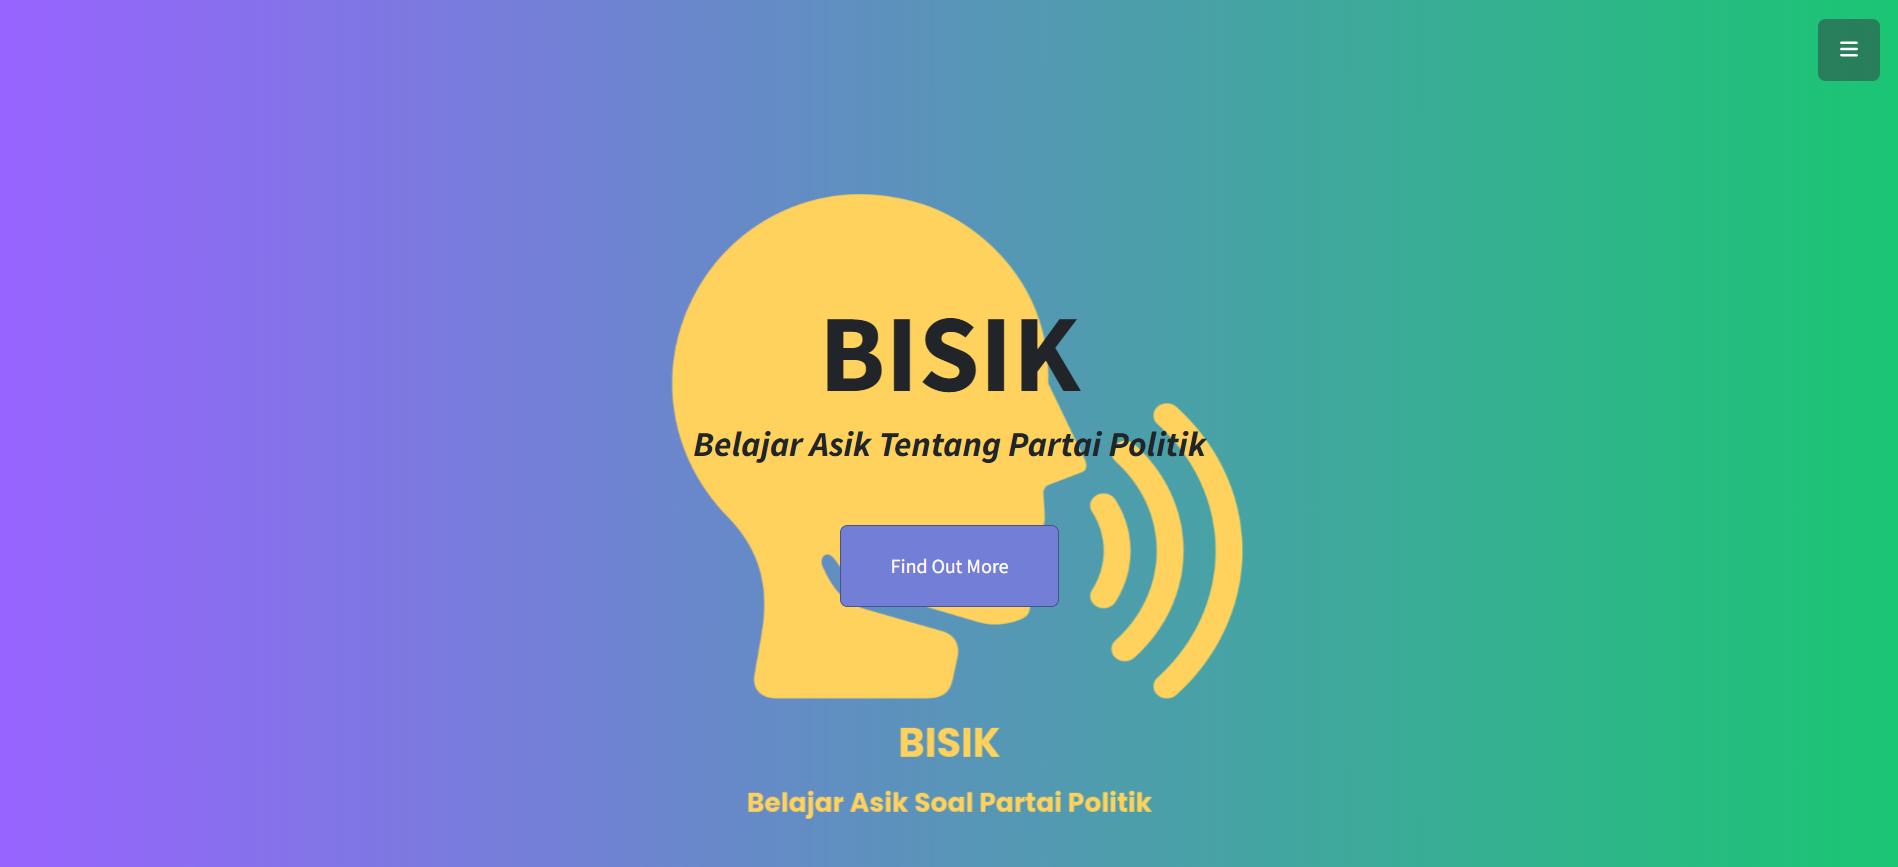 BISIK
Belajar Asik Tentang Partai Politik
Find Out More
BISIK
Belajar Asik Soal Partai Politik